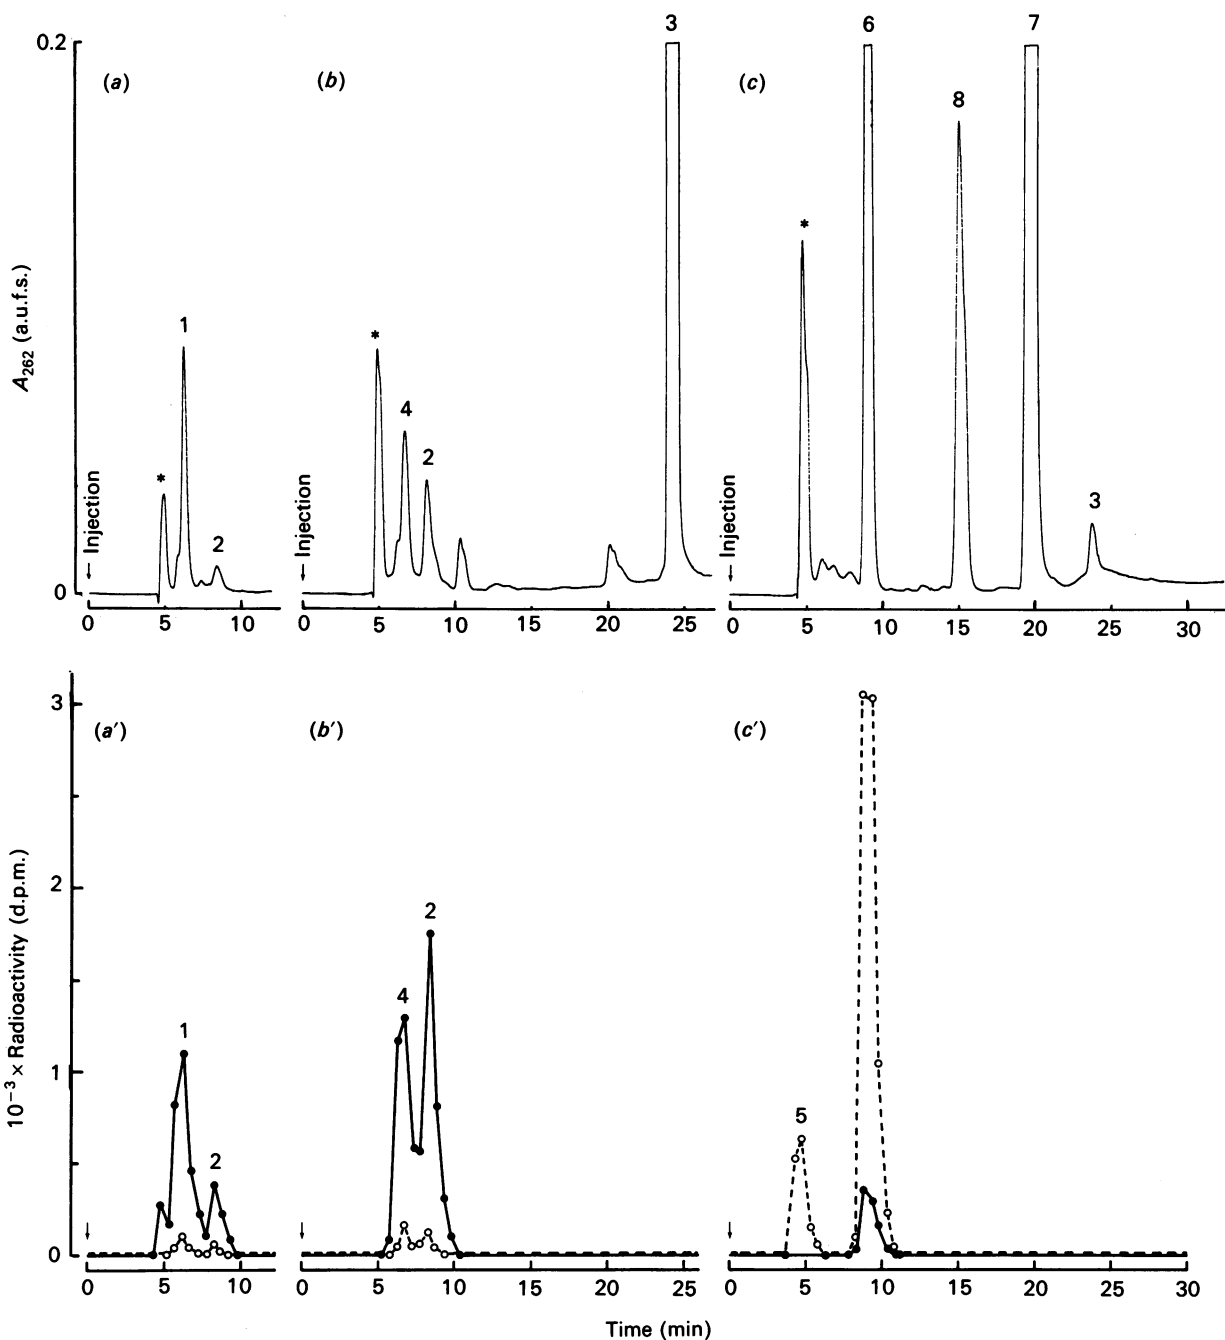 3 6 7
0.2
(a) (b) (c)
8
*
1
*
4
2
*
2
3
A262 (a.u.f.s.)
Injection Injection Injection
0
0 5 10 0 5 10 15 20 25 0 5 10 15 20 25 30
3
(a′) (b′) (c′)
2
2
4
1
1
5
2
0
10−3 × Radioactivity (d.p.m.)
0 5 10 0 5 10 15 20 25 0 5 10 15 20 25 30
Time (min)